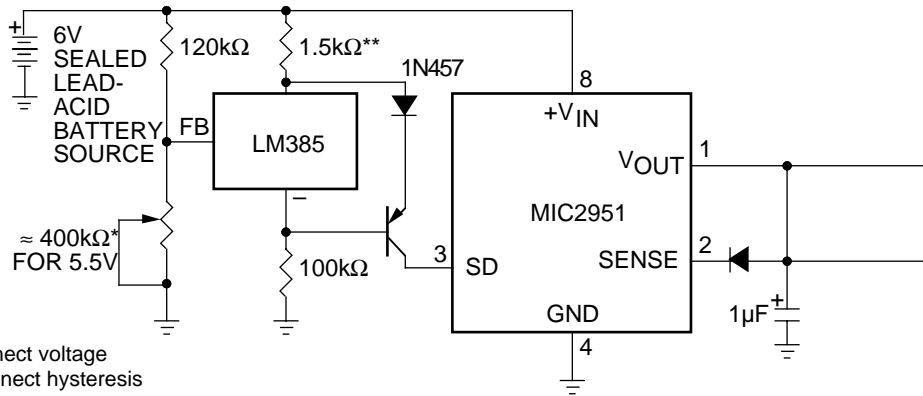 +
6V
SEALED
LEAD-
ACID
BATTERY
SOURCE
120kΩ
1.5kΩ**
1N457
FB
LM385
–
≈ 400kΩ*
FOR 5.5V
100kΩ
8
+VIN
VOUT
1
MIC2951
3
SD
SENSE
2
GND
4
1µF
+
nect voltage
nnect hysteresis